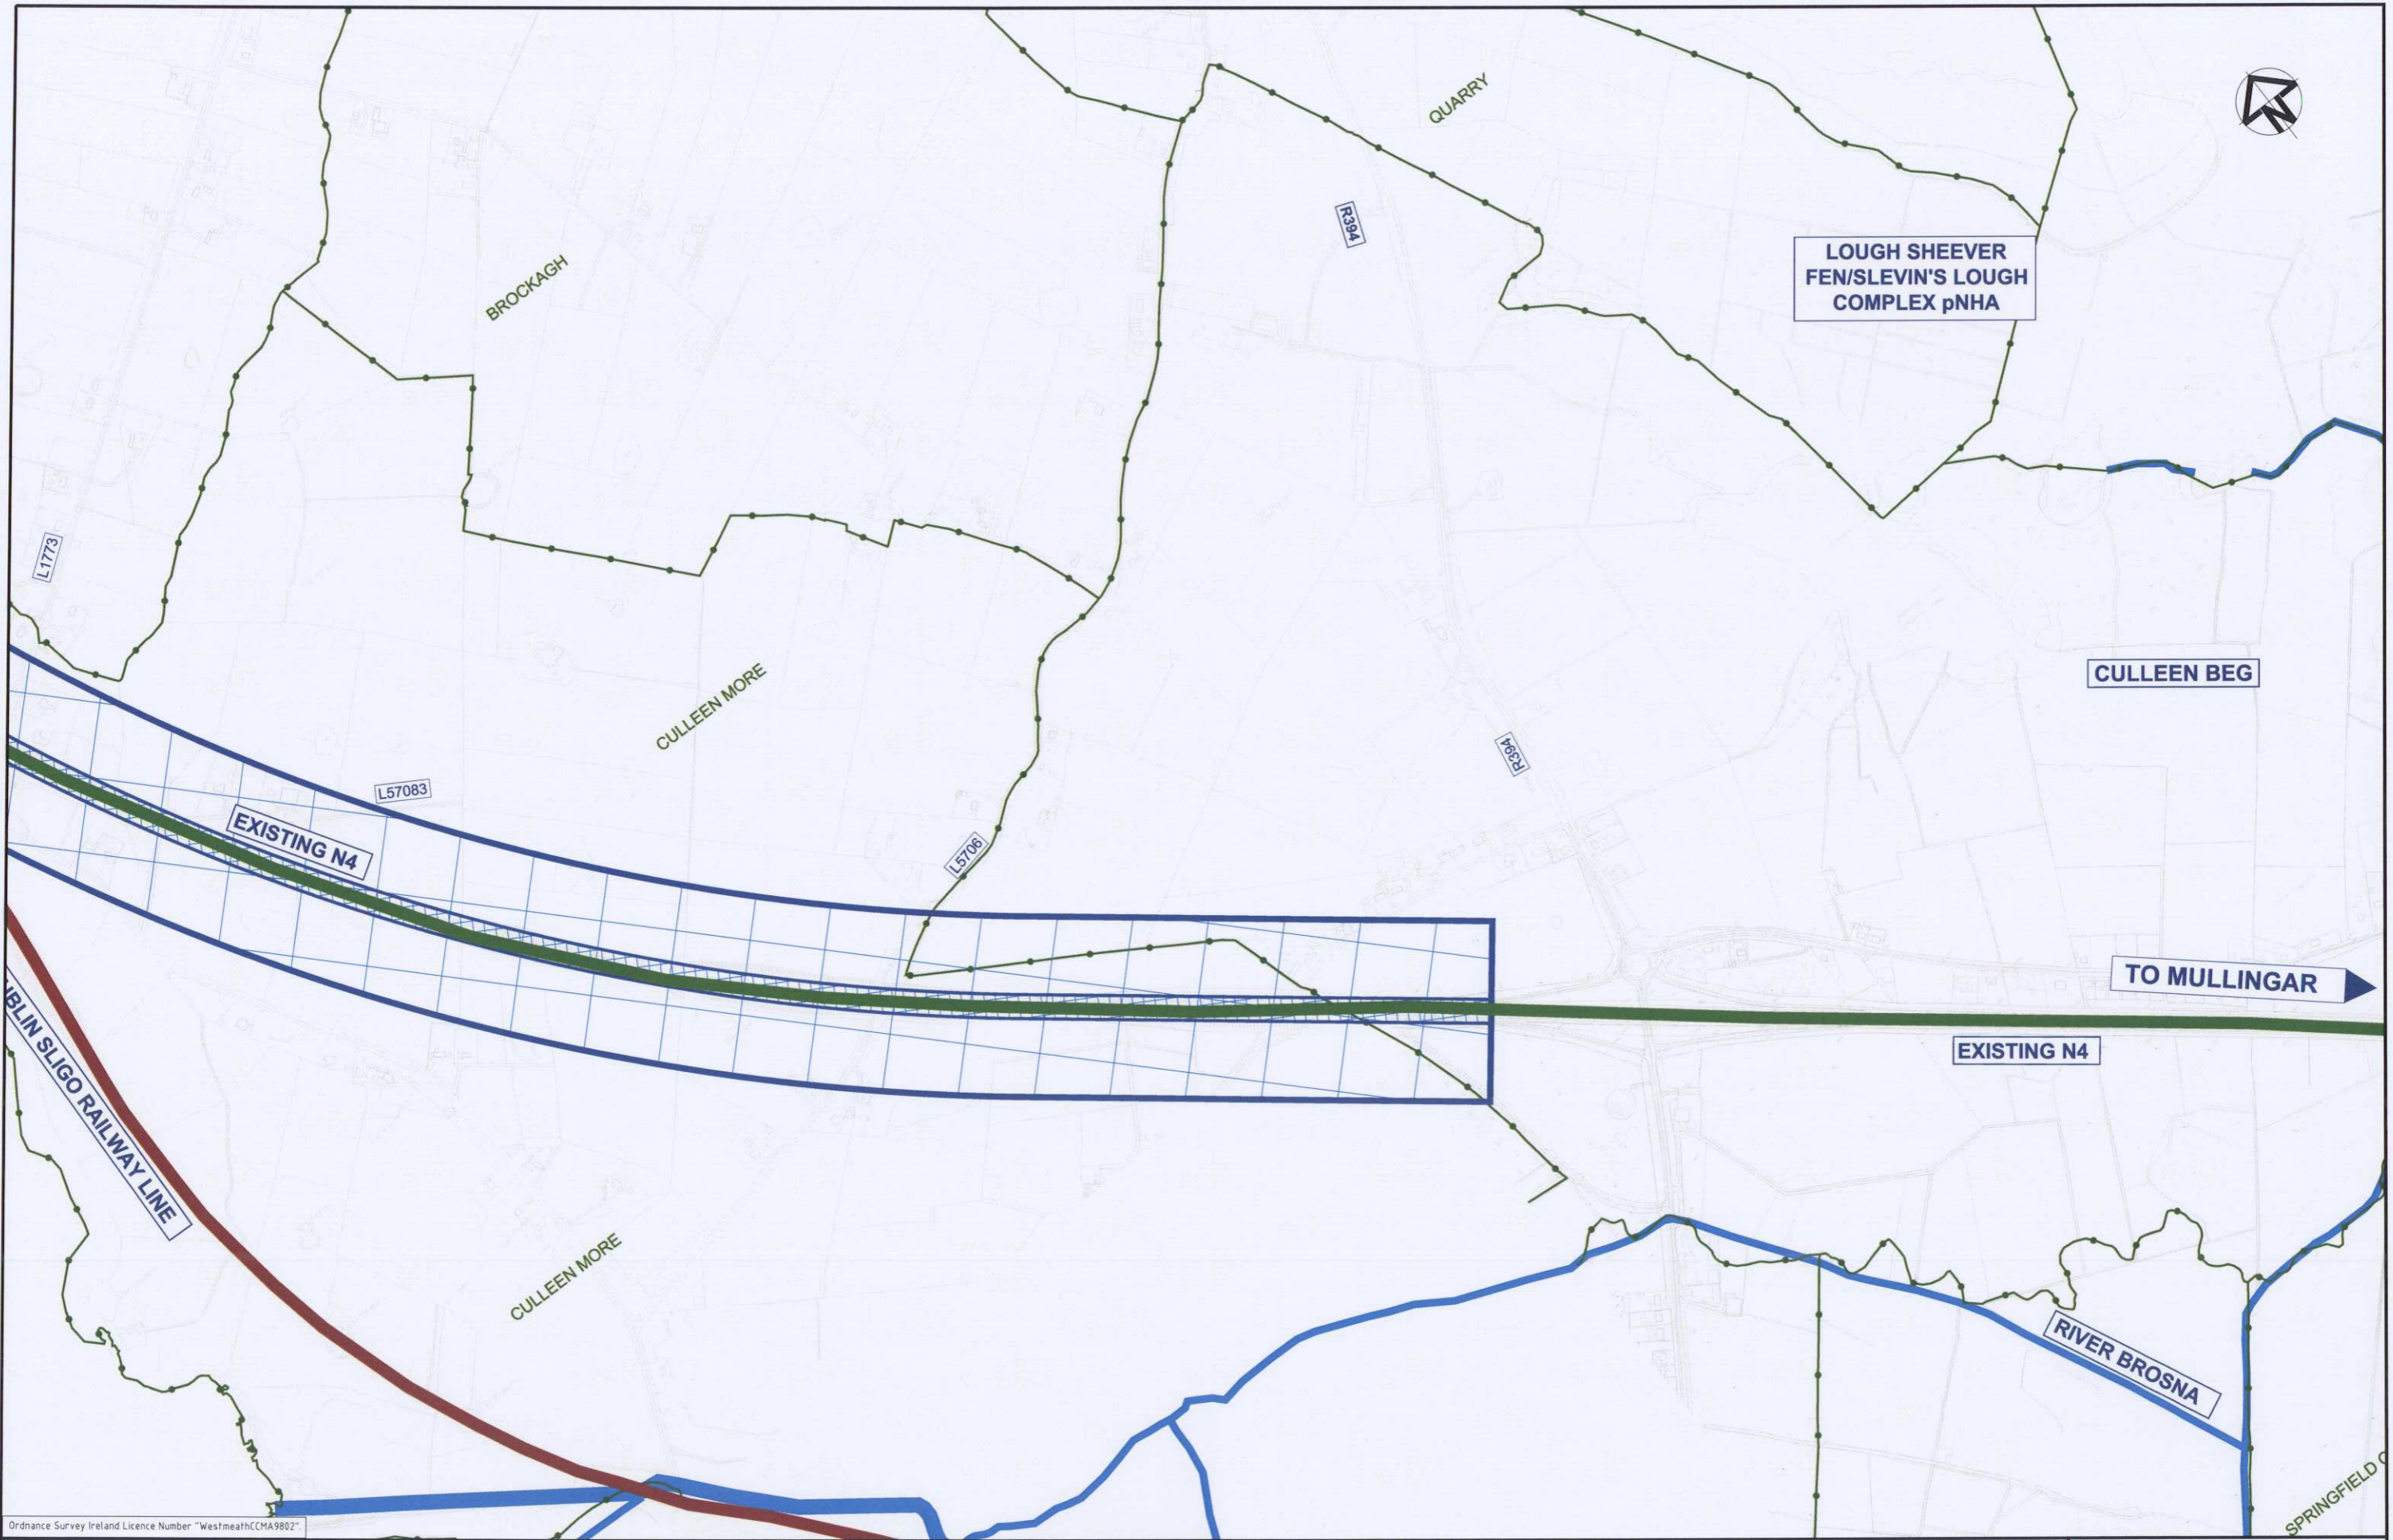 QUARRY
N
R394
LOUGH SHEEVER
FEN/SLEVIN'S LOUGH
COMPLEX pNHA
BROCKAGH
L1773
CULLEEN BEG
CULLEEN MORE
R394
L57083
EXISTING N4
L5706
TO MULLINGAR
EXISTING N4
UBLIN SLIGO RAILWAY LINE
CULLEEN MORE
RIVER BROSNA
SPRINGFIELD
Ordnance Survey Ireland Licence Number "WestmeathCCMA9802".